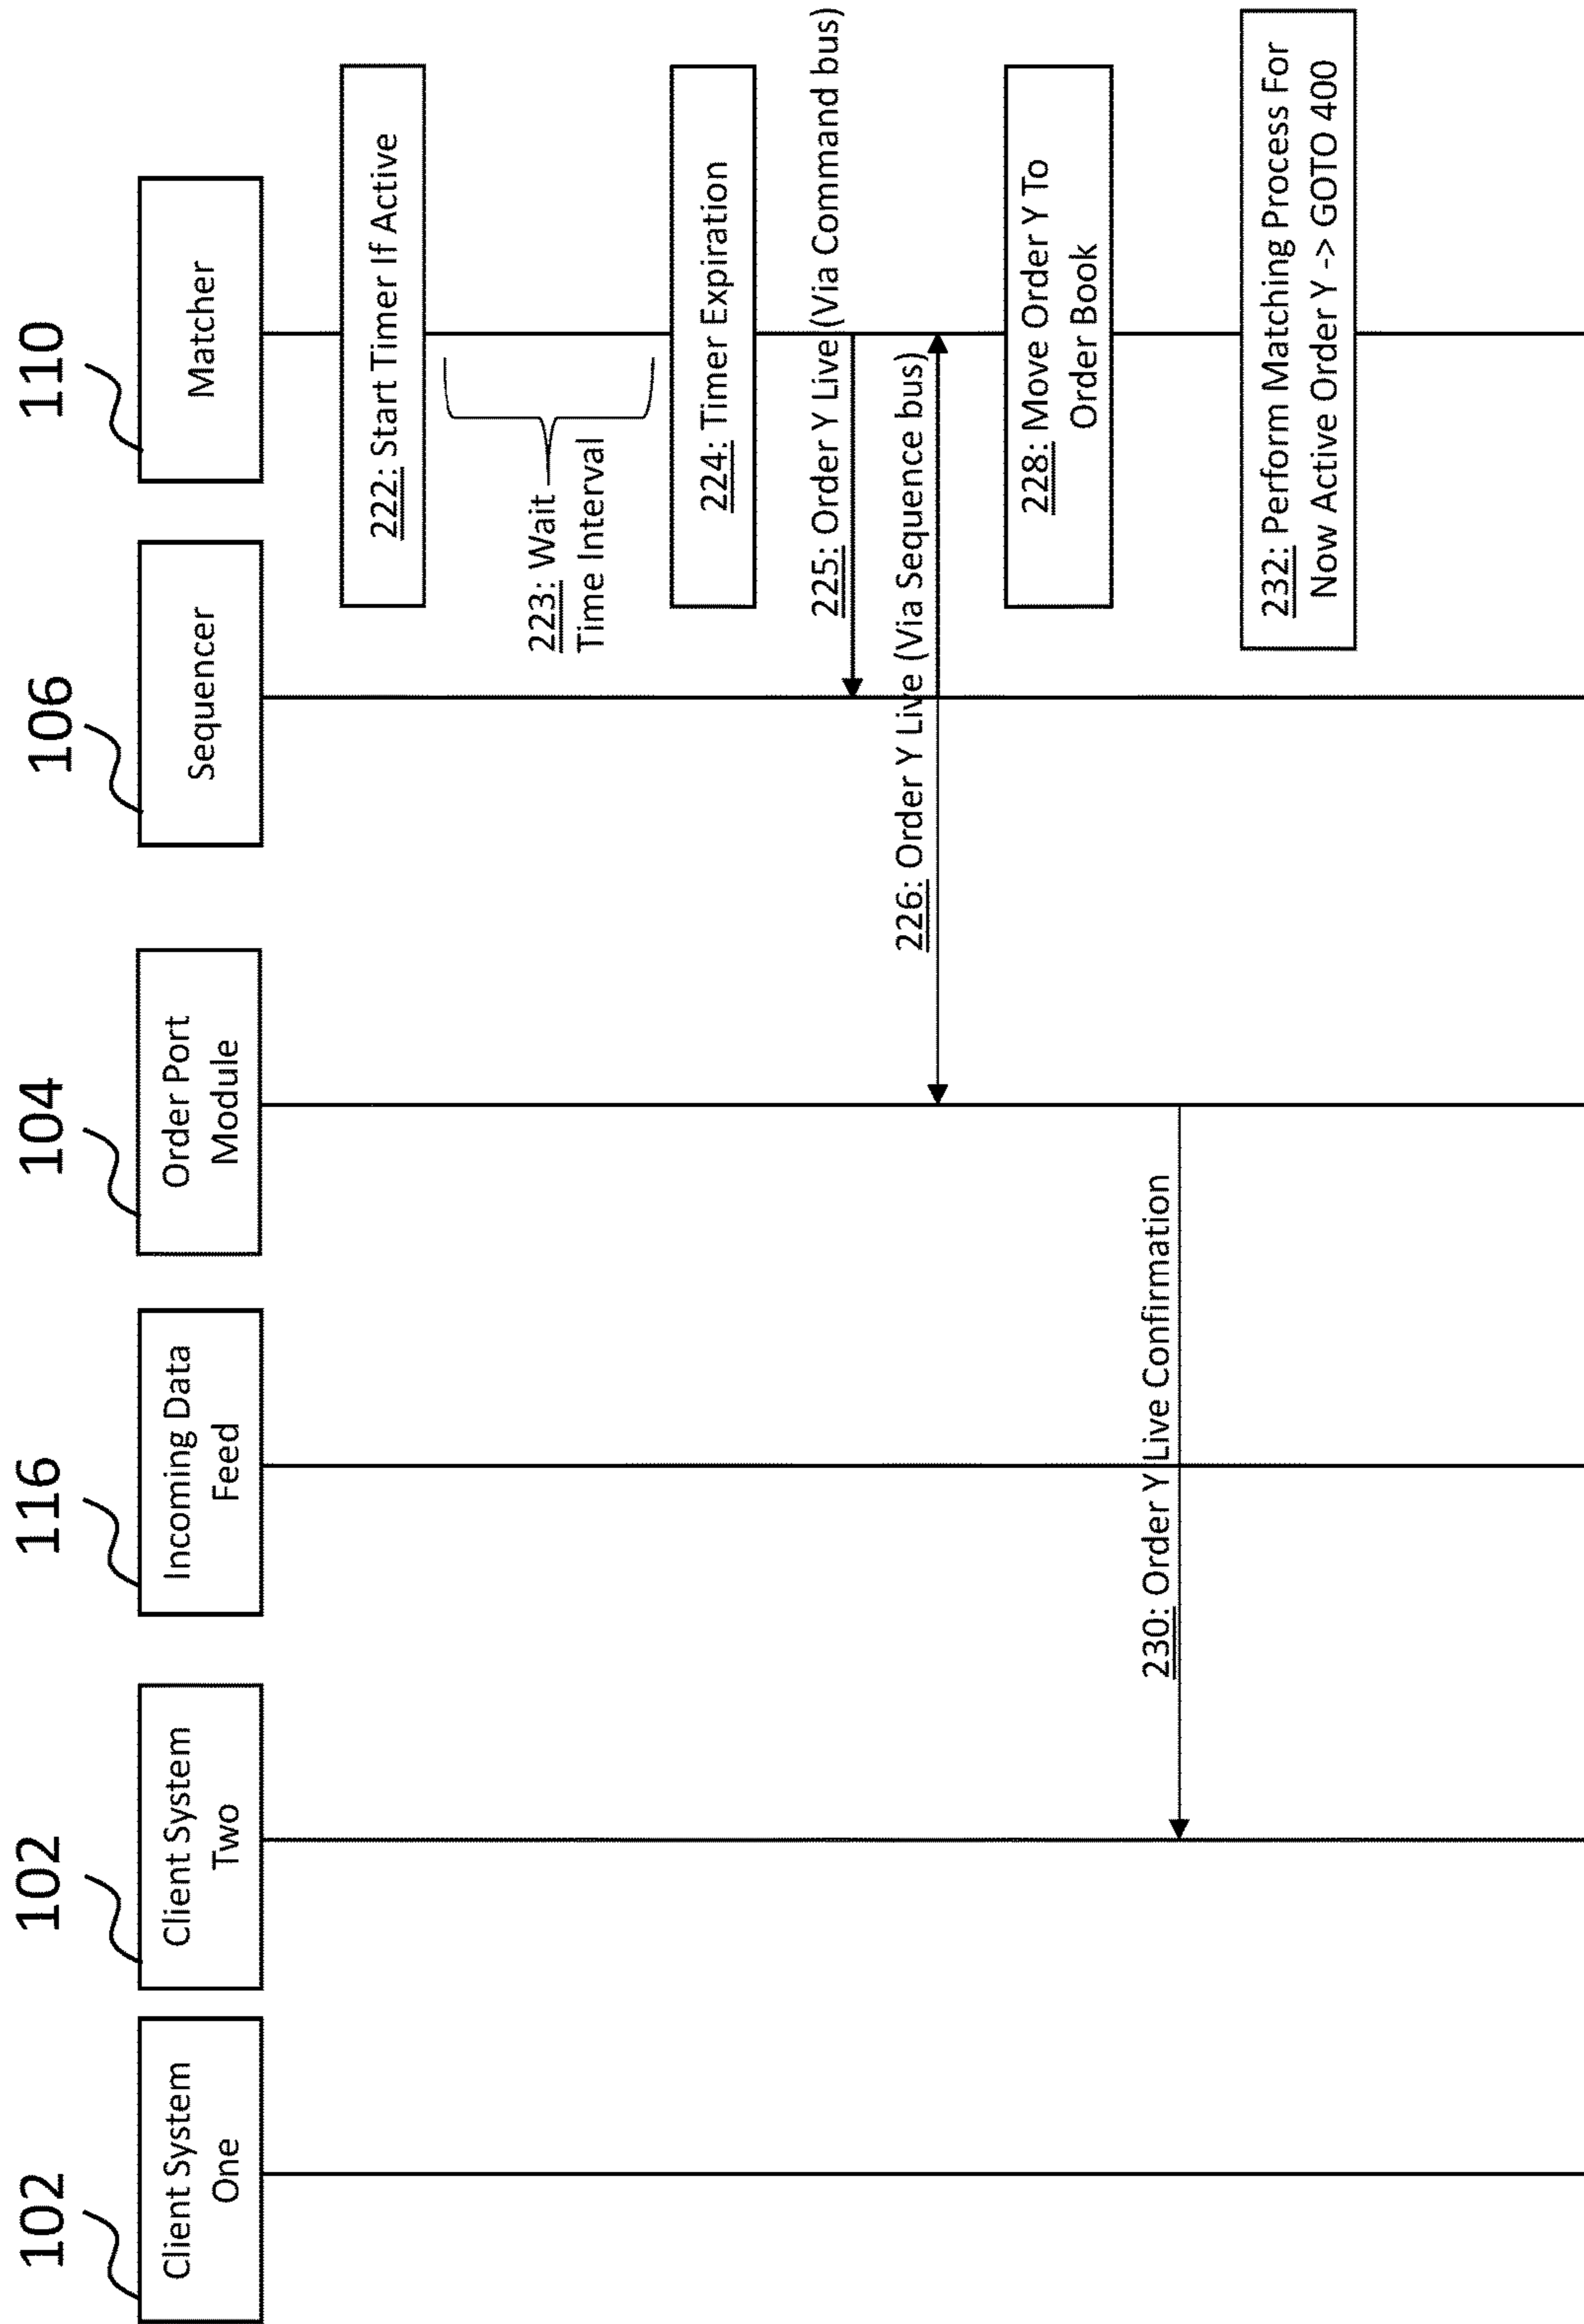 102
102
116
104
106
110
Client System
One
Client System
Two
Incoming Data
Feed
Order Port
Module
Sequencer
Matcher
222: Start Timer If Active
223: Wait
Time Interval
224: Timer Expiration
225: Order Y Live (Via Command bus)
226: Order Y Live (Via Sequence bus)
228: Move Order Y To
Order Book
230: Order Y Live Confirmation
232: Perform Matching Process For
Now Active Order Y -> GOTO 400